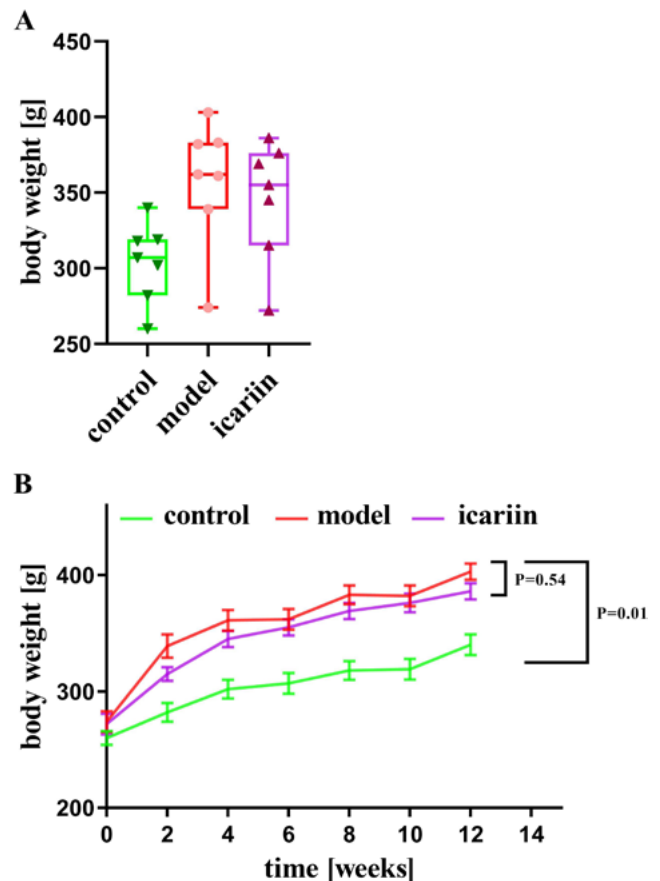 A
450
400
350
300
250
body weight [g]
control
model
icariin
B
control model icariin
400
300
200
body weight [g]
P=0.54
P=0.01
0 2 4 6 8 10 12 14
time [weeks]